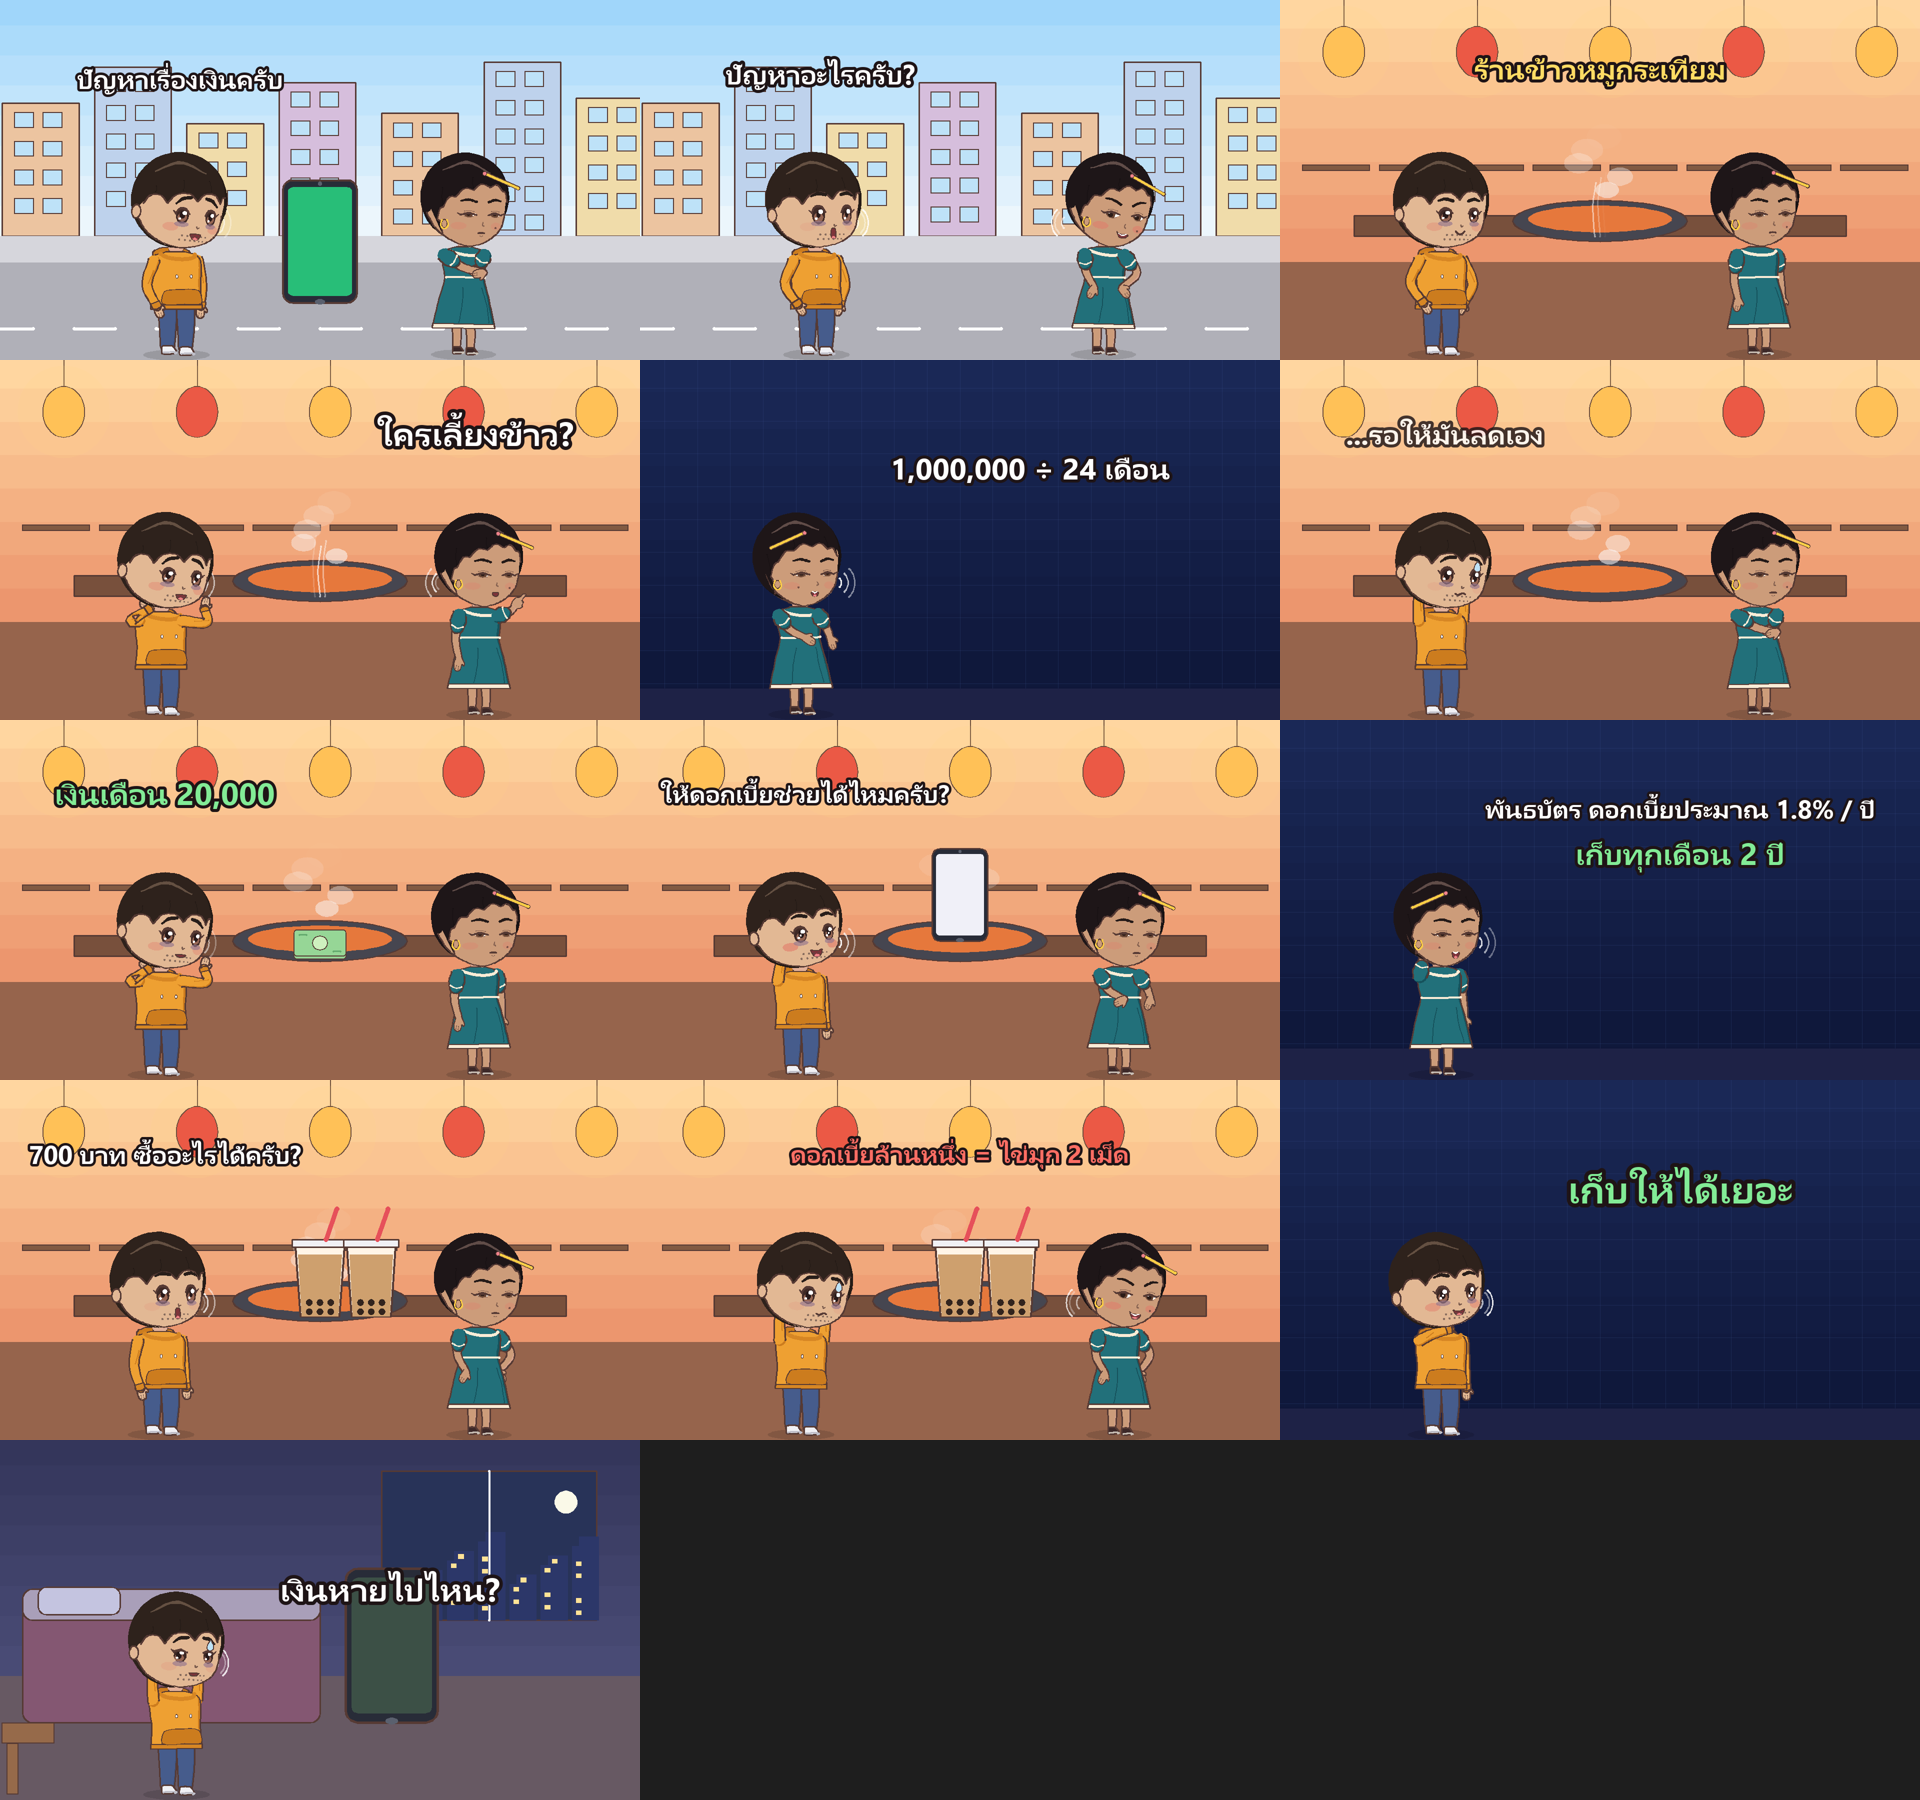 ปัญหาเรื่องเงินครับ
ปัญหาอะไรครับ?
ร้านข้าวหมูกระเทียม
ใครเลี้ยงข้าว?
1,000,000 ÷ 24 เดือน
...รอให้มันลดเอง
เงินเดือน 20,000
ให้ดอกเบี้ยช่วยได้ไหมครับ?
พันธบัตร ดอกเบี้ยประมาณ 1.8% / ปี
เก็บทุกเดือน 2 ปี
700 บาท ซื้ออะไรได้ครับ?
ดอกเบี้ยล้านหนึ่ง = ไข่มุก 2 เม็ด
เก็บให้ได้เยอะ
เงินหายไปไหน?